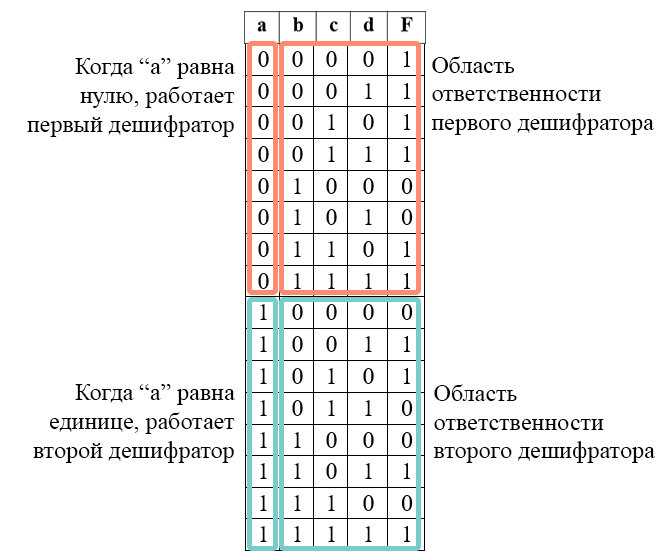 a b c d F
Когда “a” равна
нулю, работает
первый дешифратор
Область
ответственности
первого дешифратора
0 0 0 0 1
0 0 0 1 1
0 0 1 0 1
0 0 1 1 1
0 1 0 0 0
0 1 0 1 0
0 1 1 0 1
0 1 1 1 1
1 0 0 0 0
1 0 0 1 1
1 0 1 0 1
1 0 1 1 0
1 1 0 0 0
1 1 0 1 1
1 1 1 0 0
1 1 1 1 1
Когда “a” равна
единице, работает
второй дешифратор
Область
ответственности
второго дешифратора